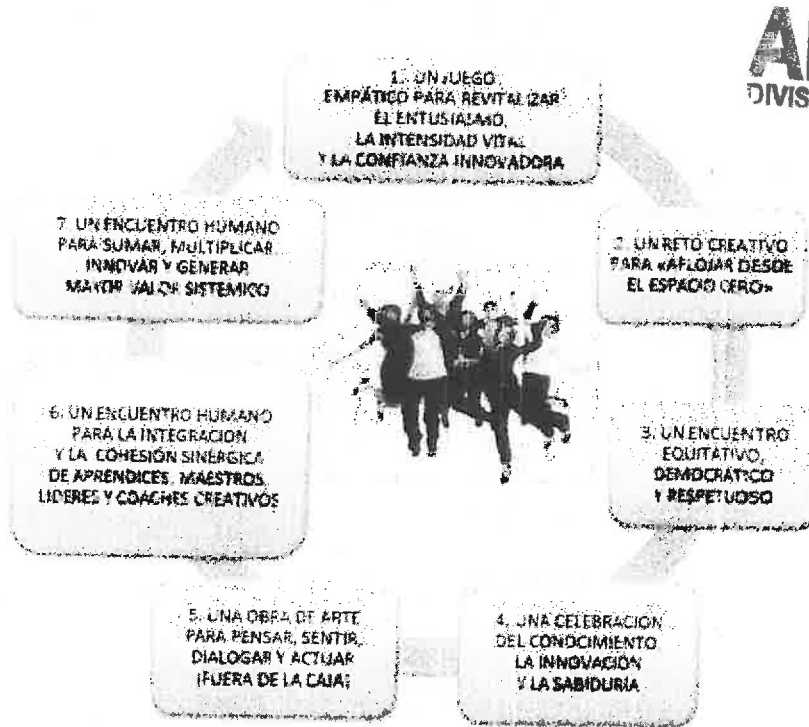 1. UN JUEGO
EMPÁTICO PARA REVITALIZAR
EL ENTUSIASMO,
LA INTENSIDAD VITAL
Y LA CONFIANZA INNOVADORA
DIVIS
7. UN ENCUENTRO HUMANO
PARA SUMAR, MULTIPLICAR,
INNOVAR Y GENERAR
MAYOR VALOR SISTEMICO
2. UN RETO CREATIVO
PARA «AFLOJAR DESDE
EL ESPACIO CERO»
6. UN ENCUENTRO HUMANO
PARA LA INTEGRACION
Y LA COHESIÓN SINÉRGICA
DE APRENDICES, MAESTROS,
LIDERES Y COACHES CREATIVOS
3. UN ENCUENTRO
EQUITATIVO,
DEMOCRÁTICO
Y RESPETUOSO
5. UNA OBRA DE ARTE
PARA PENSAR, SENTIR,
DIALOGAR Y ACTUAR
(FUERA DE LA CAJA)
4. UNA CELEBRACION
DEL CONOCIMIENTO,
LA INNOVACIÓN
Y LA SABIDURÍA